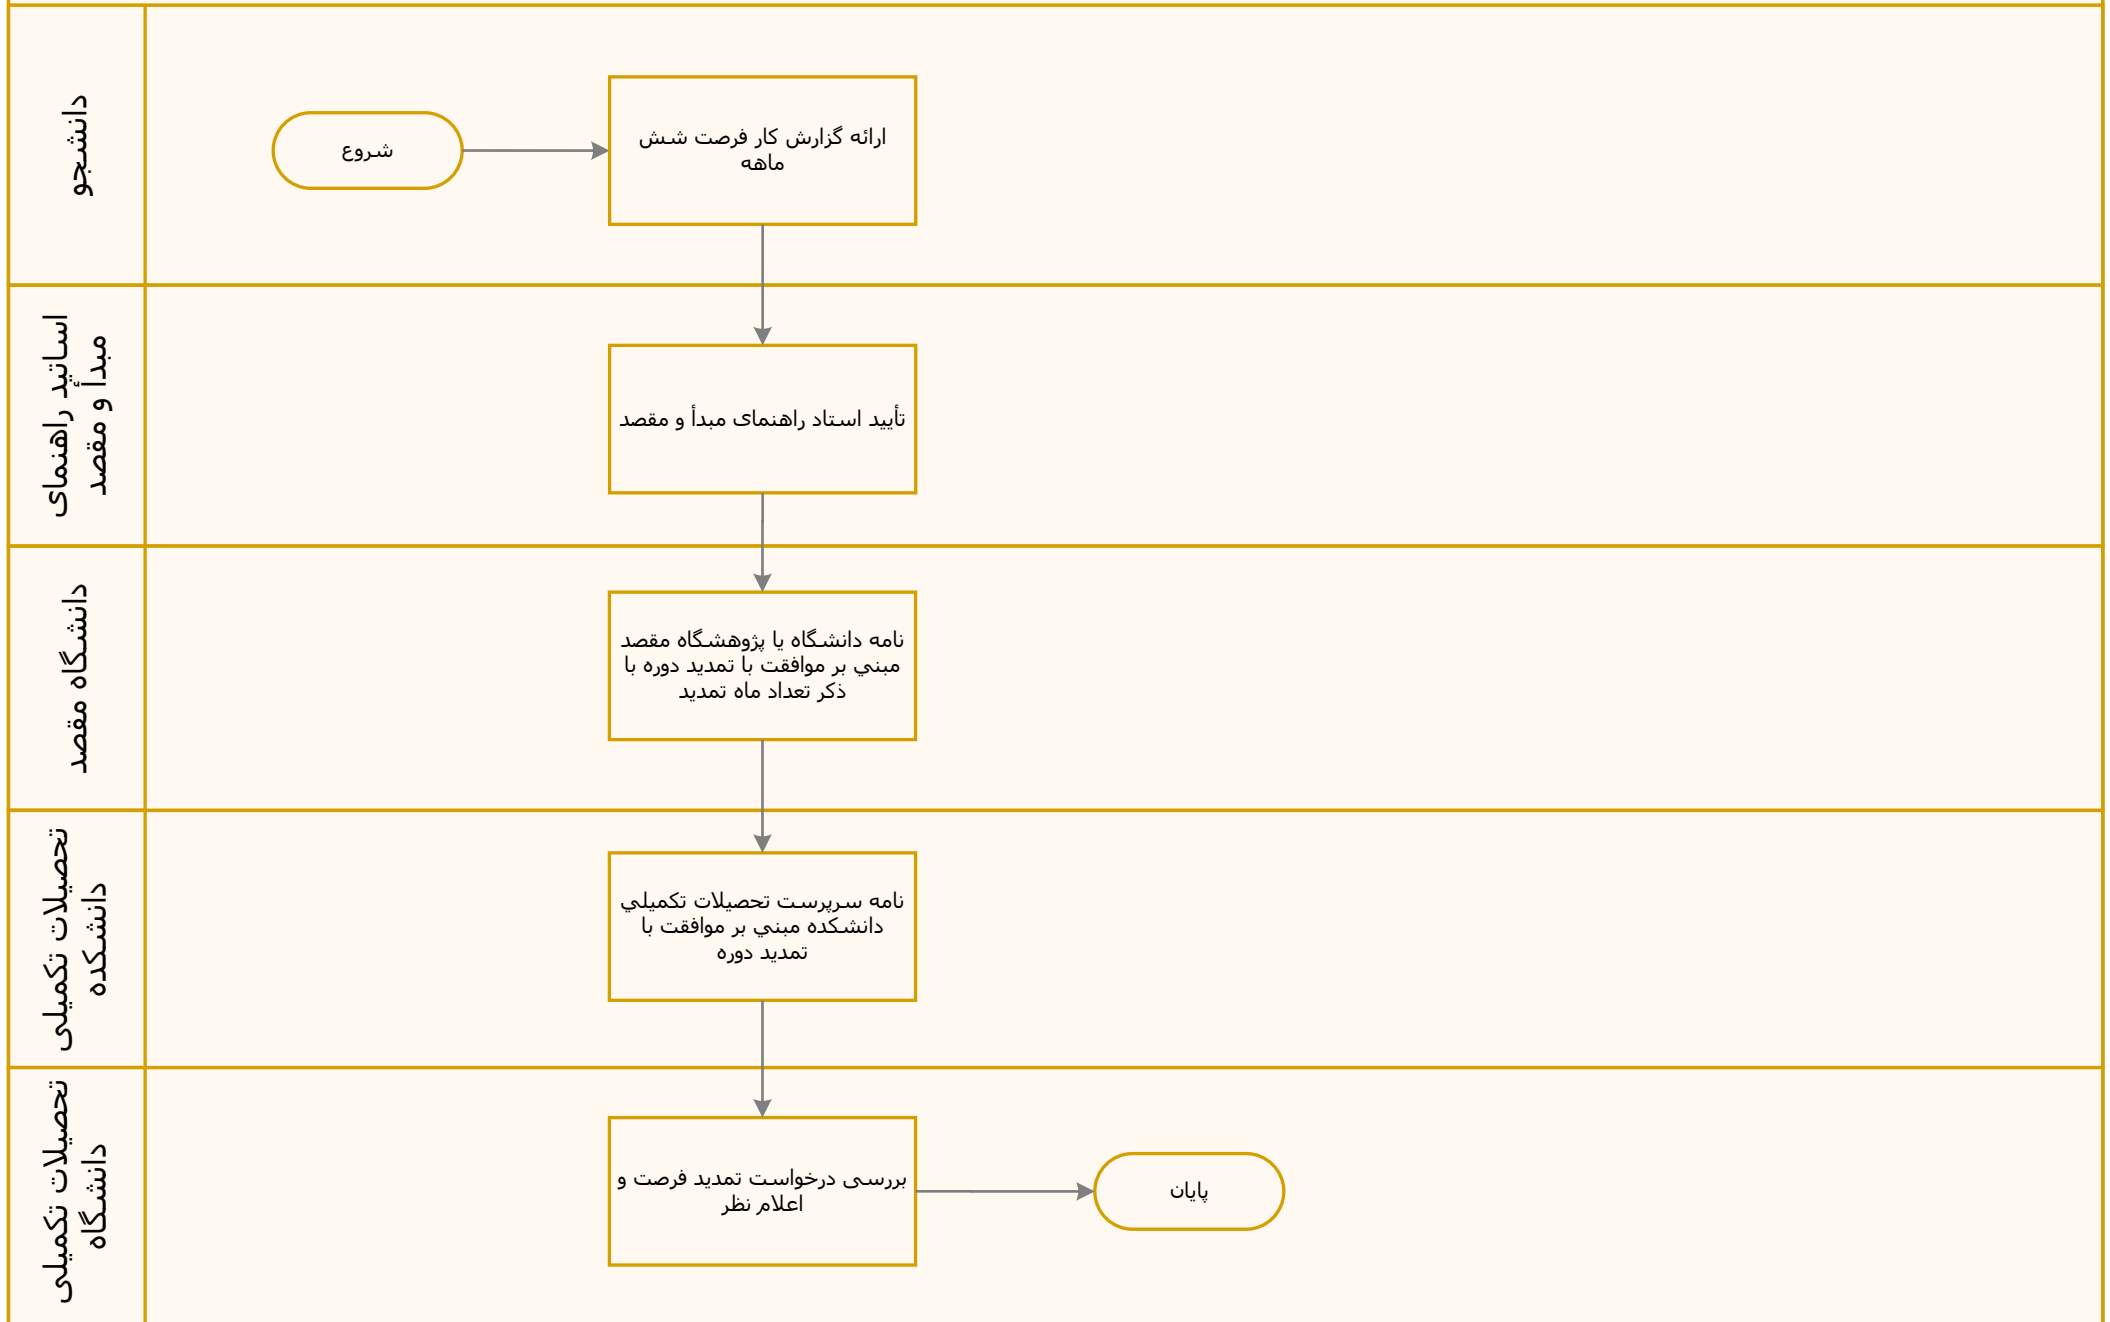 دانشجو
شروع
ارائه گزارش کار فرصت شش
ماهه
اساتید راهنمای
مبدأ و مقصد
تأیید استاد راهنمای مبدأ و مقصد
دانشگاه مقصد
نامه دانشگاه یا پژوهشگاه مقصد
مبني بر موافقت با تمدید دوره با
ذکر تعداد ماه تمدید
تحصیلات تکمیلی
دانشکده
نامه سرپرست تحصیلات تکمیلي
دانشکده مبني بر موافقت با
تمدید دوره
تحصیلات تکمیلی
دانشگاه
بررسی درخواست تمدید فرصت و
اعلام نظر
پایان